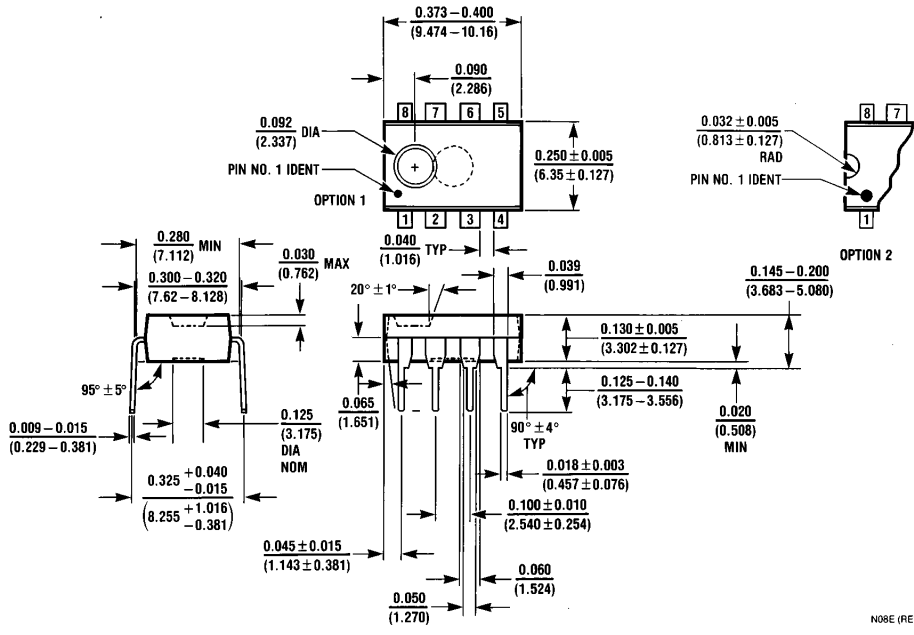 0.373 – 0.400
(9.474 – 10.16)
0.090
(2.286)
8 7 6 5
0.092 DIA
(2.337)
PIN NO. 1 IDENT
OPTION 1
1 2 3 4
0.250 ± 0.005
(6.35 ± 0.127)
0.032 ± 0.005
(0.813 ± 0.127)
RAD
PIN NO. 1 IDENT
8 7
1
OPTION 2
0.280 MIN
(7.112)
0.030 MAX
(0.762)
0.300 – 0.320
(7.62 – 8.128)
0.040 TYP
(1.016)
0.039
(0.991)
20° ± 1°
0.145 – 0.200
(3.683 – 5.080)
0.130 ± 0.005
(3.302 ± 0.127)
95° ± 5°
0.065
(1.651)
0.125 – 0.140
(3.175 – 3.556)
0.020
(0.508)
MIN
90° ± 4°
TYP
0.009 – 0.015
(0.229 – 0.381)
0.125
(3.175)
DIA
NOM
0.018 ± 0.003
(0.457 ± 0.076)
0.325 +0.040
–0.015
(8.255 +1.016
–0.381)
0.100 ± 0.010
(2.540 ± 0.254)
0.045 ± 0.015
(1.143 ± 0.381)
0.060
(1.524)
0.050
(1.270)
N08E (RE